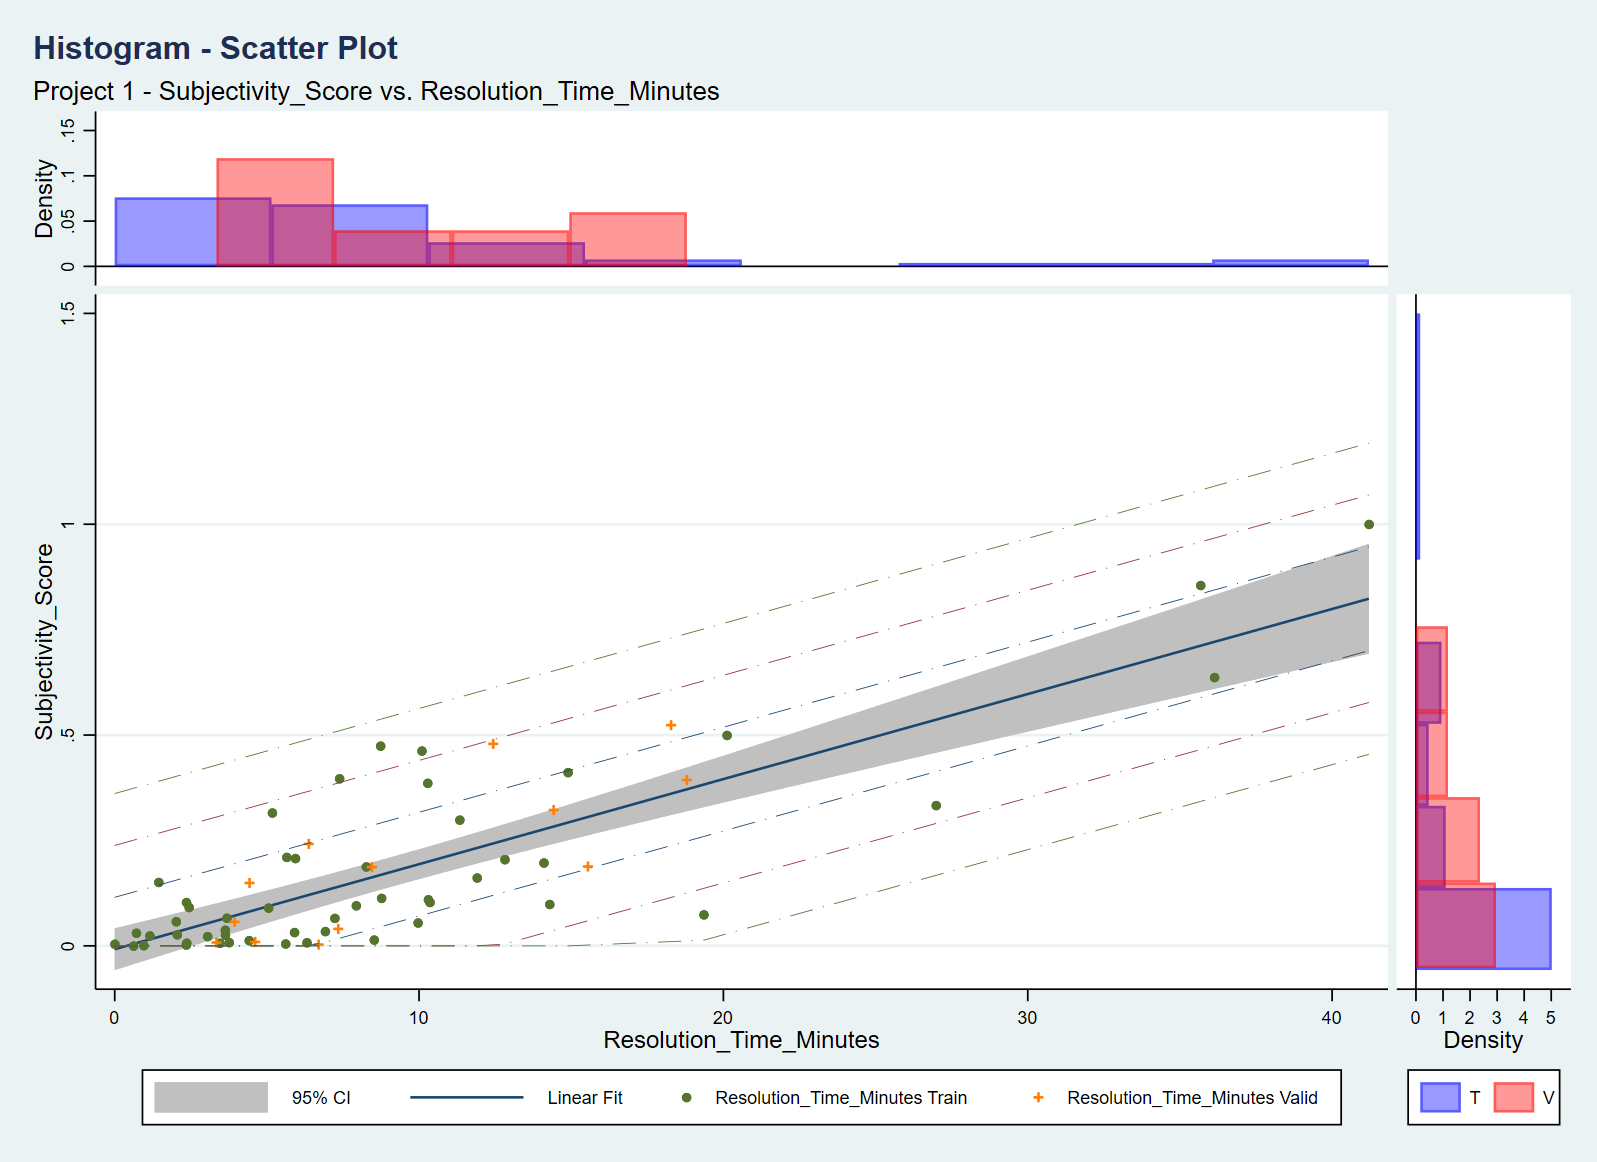 Histogram - Scatter Plot
Project 1 - Subjectivity_Score vs. Resolution_Time_Minutes
Density
.15
.1
.05
0
Subjectivity_Score
1.5
1
.5
0
0 10 20 30 40
Resolution_Time_Minutes
0 1 2 3 4 5
Density
95% CI Linear Fit Resolution_Time_Minutes Train Resolution_Time_Minutes Valid
T V